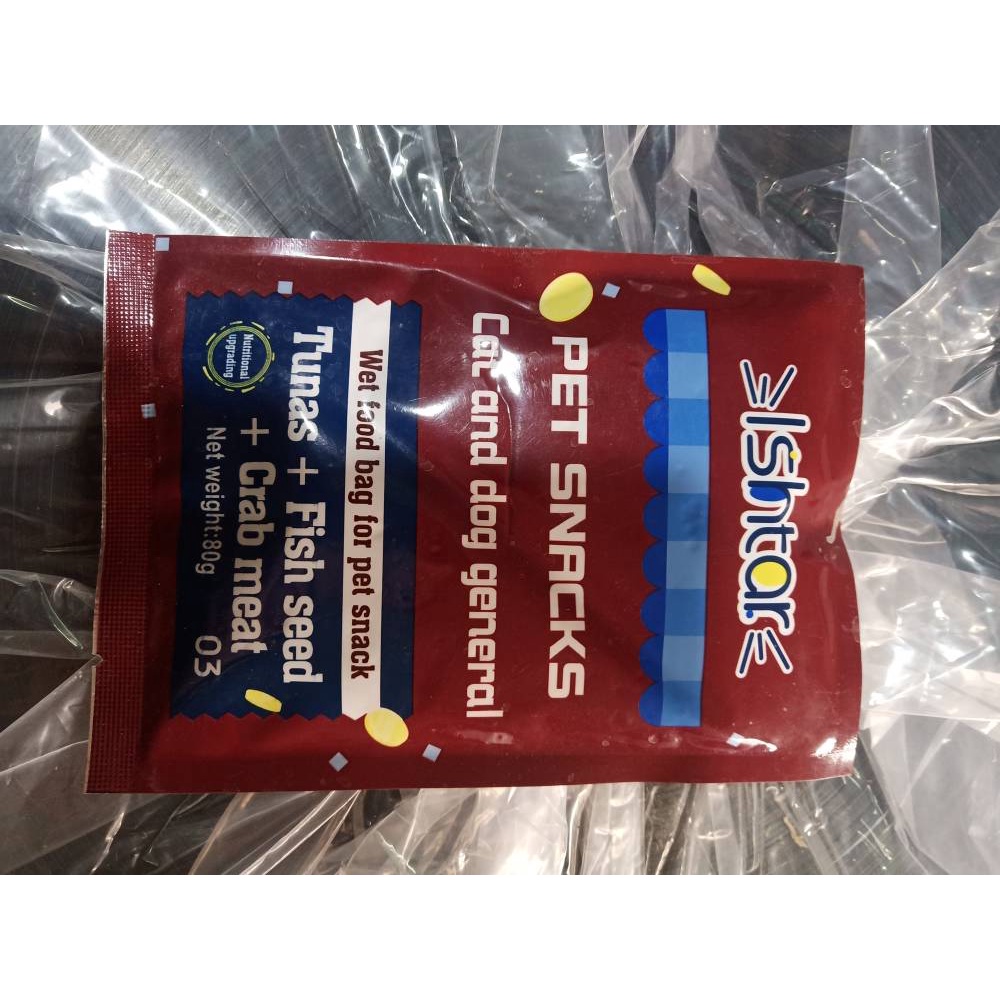 Ishtar
PET SNACKS
Cat and dog general
Wet food bag for pet snack
Tunas + Fish seed
+ Crab meat
Nutritional
upgrading
Net weight:80g
03